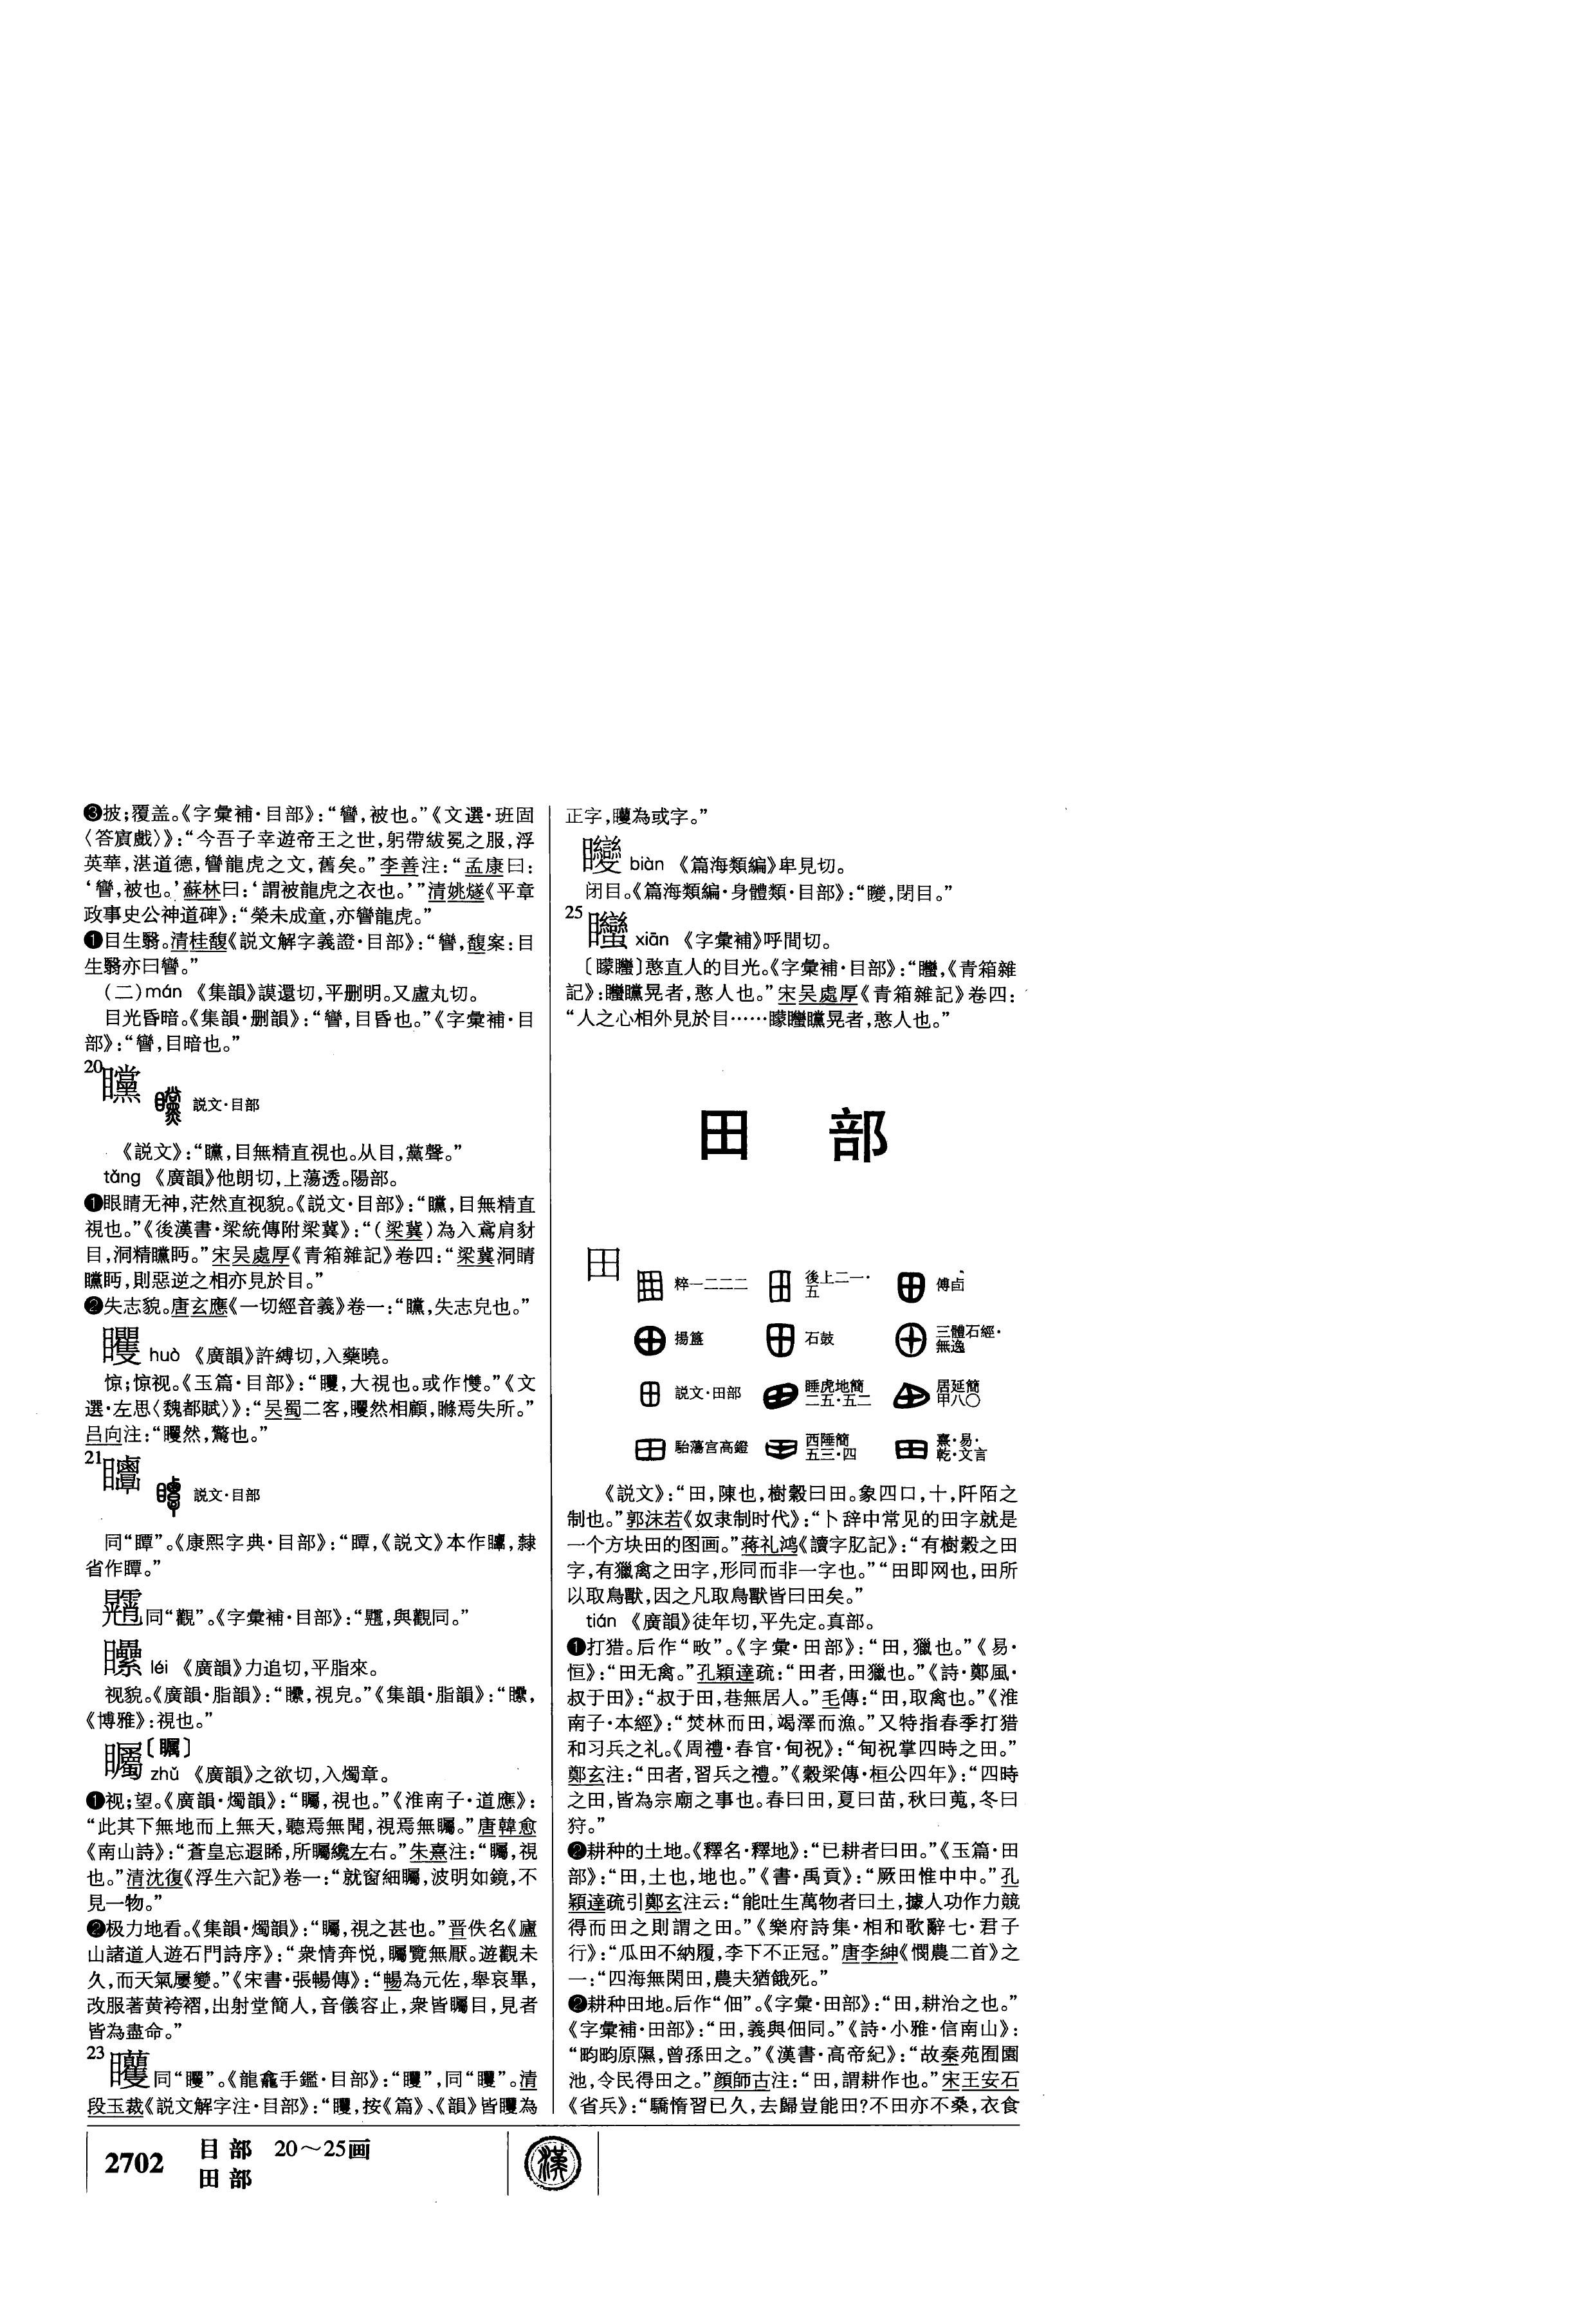 ❸披；覆盖。《字彙補·目部》：“矕，被也。”《文選·班固
〈答賓戲〉》：“今吾子幸遊帝王之世，躬帶紱冕之服，浮
英華，湛道德，矕龍虎之文，舊矣。”李善注：“孟康曰：
‘矕，被也。’蘇林曰：‘謂被龍虎之衣也。’”清姚燧《平章
政事史公神道碑》：“榮未成童，亦矕龍虎。”
❶目生翳。清桂馥《説文解字義證·目部》：“矕，馥案：目
生翳亦曰矕。”
（二）mán　《集韻》謨還切，平删明。又盧丸切。
目光昏暗。《集韻·删韻》：“矕，目昏也。”《字彙補·目
部》：“矕，目暗也。”
20
矘　説文·目部
《説文》：“矘，目無精直視也。从目，黨聲。”
tǎng　《廣韻》他朗切，上蕩透。陽部。
❶眼睛无神，茫然直视貌。《説文·目部》：“矘，目無精直
視也。”《後漢書·梁統傳附梁冀》：“（梁冀）為入鳶肩豺
目，洞精矘眄。”宋吴處厚《青箱雜記》卷四：“梁冀洞睛
矘眄，則惡逆之相亦見於目。”
❷失志貌。唐玄應《一切經音義》卷一：“矘，失志皃也。”
矍 huò　《廣韻》許縛切，入藥曉。
惊；惊视。《玉篇·目部》：“，大視也。或作戄。”《文
選·左思〈魏都賦〉》：“吴蜀二客，然相顧，䁑焉失所。”
吕向注：“然，驚也。”
21
説文·目部
同“瞫”。《康熙字典·目部》：“瞫，《説文》本作，隸
省作瞫。”
同“觀”。《字彙補·目部》：“，與觀同。”
léi　《廣韻》力追切，平脂來。
视貌。《廣韻·脂韻》：“，視皃。”《集韻·脂韻》：“，
《博雅》：視也。”
矚〔瞩〕
zhǔ　《廣韻》之欲切，入燭章。
❶视；望。《廣韻·燭韻》：“矚，視也。”《淮南子·道應》：
“此其下無地而上無天，聽焉無聞，視焉無矚。”唐韓愈
《南山詩》：“蒼皇忘遐睎，所矚纔左右。”朱熹注：“矚，視
也。”清沈復《浮生六記》卷一：“就窗細矚，波明如鏡，不
見一物。”
❷极力地看。《集韻·燭韻》：“矚，視之甚也。”晋佚名《廬
山諸道人遊石門詩序》：“衆情奔悦，矚覽無厭。遊觀未
久，而天氣屢變。”《宋書·張暢傳》：“暢為元佐，舉哀畢，
改服著黄袴褶，出射堂簡人，音儀容止，衆皆矚目，見者
皆為盡命。”
23
同“”。《龍龕手鑑·目部》：“”，同“”。清
段玉裁《説文解字注·目部》：“，按《篇》、《韻》皆為
正字，為或字。”
biàn　《篇海類編》卑見切。
闭目。《篇海類編·身體類·目部》：“，閉目。”
25
xiān　《字彙補》呼間切。
〔矇〕憨直人的目光。《字彙補·目部》：“，《青箱雜
記》：矘晃者，憨人也。”宋吴處厚《青箱雜記》卷四：
“人之心相外見於目……矇矘晃者，憨人也。”
田　部
田　粹一二二二　後上二一·五　傅卣
揚簋　石鼓　三體石經·無逸
説文·田部　睡虎地簡二五·五二　居延簡甲八〇
駘蕩宫高鐙　西陲簡五三·四　熹·易·乾·文言
《説文》：“田，陳也，樹穀曰田。象四口，十，阡陌之
制也。”郭沫若《奴隶制时代》：“卜辞中常见的田字就是
一个方块田的图画。”蒋礼鸿《讀字肊記》：“有樹穀之田
字，有獵禽之田字，形同而非一字也。”“田即网也，田所
以取鳥獸，因之凡取鳥獸皆曰田矣。”
tián　《廣韻》徒年切，平先定。真部。
❶打猎。后作“畋”。《字彙·田部》：“田，獵也。”《易·
恒》：“田无禽。”孔穎達疏：“田者，田獵也。”《詩·鄭風·
叔于田》：“叔于田，巷無居人。”毛傳：“田，取禽也。”《淮
南子·本經》：“焚林而田，竭澤而漁。”又特指春季打猎
和习兵之礼。《周禮·春官·甸祝》：“甸祝掌四時之田。”
鄭玄注：“田者，習兵之禮。”《穀梁傳·桓公四年》：“四時
之田，皆為宗廟之事也。春曰田，夏曰苗，秋曰蒐，冬曰
狩。”
❷耕种的土地。《釋名·釋地》：“已耕者曰田。”《玉篇·田
部》：“田，土也，地也。”《書·禹貢》：“厥田惟中中。”孔
穎達疏引鄭玄注云：“能吐生萬物者曰土，據人功作力競
得而田之則謂之田。”《樂府詩集·相和歌辭七·君子
行》：“瓜田不納履，李下不正冠。”唐李紳《憫農二首》之
一：“四海無閑田，農夫猶餓死。”
❷耕种田地。后作“佃”。《字彙·田部》：“田，耕治之也。”
《字彙補·田部》：“田，義與佃同。”《詩·小雅·信南山》：
“畇畇原隰，曾孫田之。”《漢書·高帝紀》：“故秦苑囿園
池，令民得田之。”顔師古注：“田，謂耕作也。”宋王安石
《省兵》：“驕惰習已久，去歸豈能田？不田亦不桑，衣食
2702　目部　20～25画
田部
漢